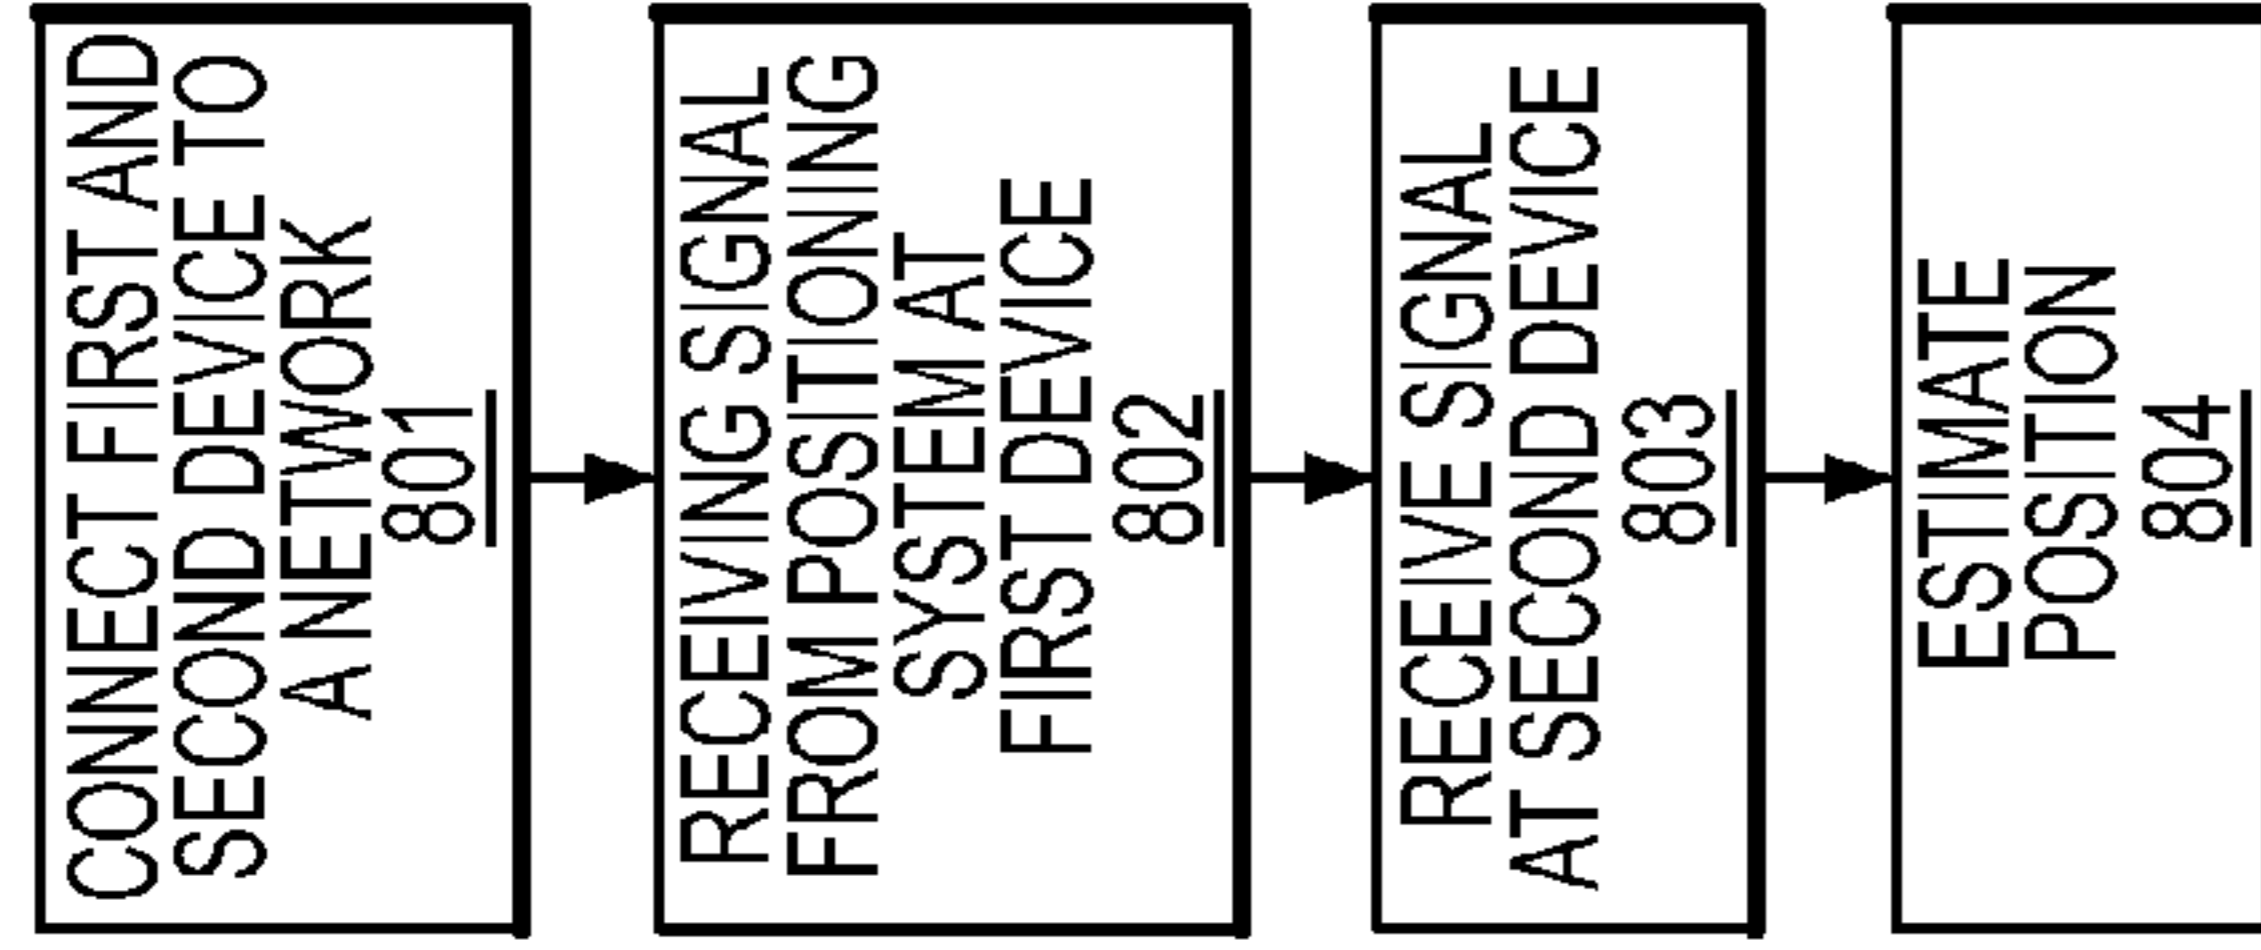 CONNECT FIRST AND
SECOND DEVICE TO
A NETWORK
801
RECEIVING SIGNAL
FROM POSITIONING
SYSTEM AT
FIRST DEVICE
802
RECEIVE SIGNAL
AT SECOND DEVICE
803
ESTIMATE
POSITION
804